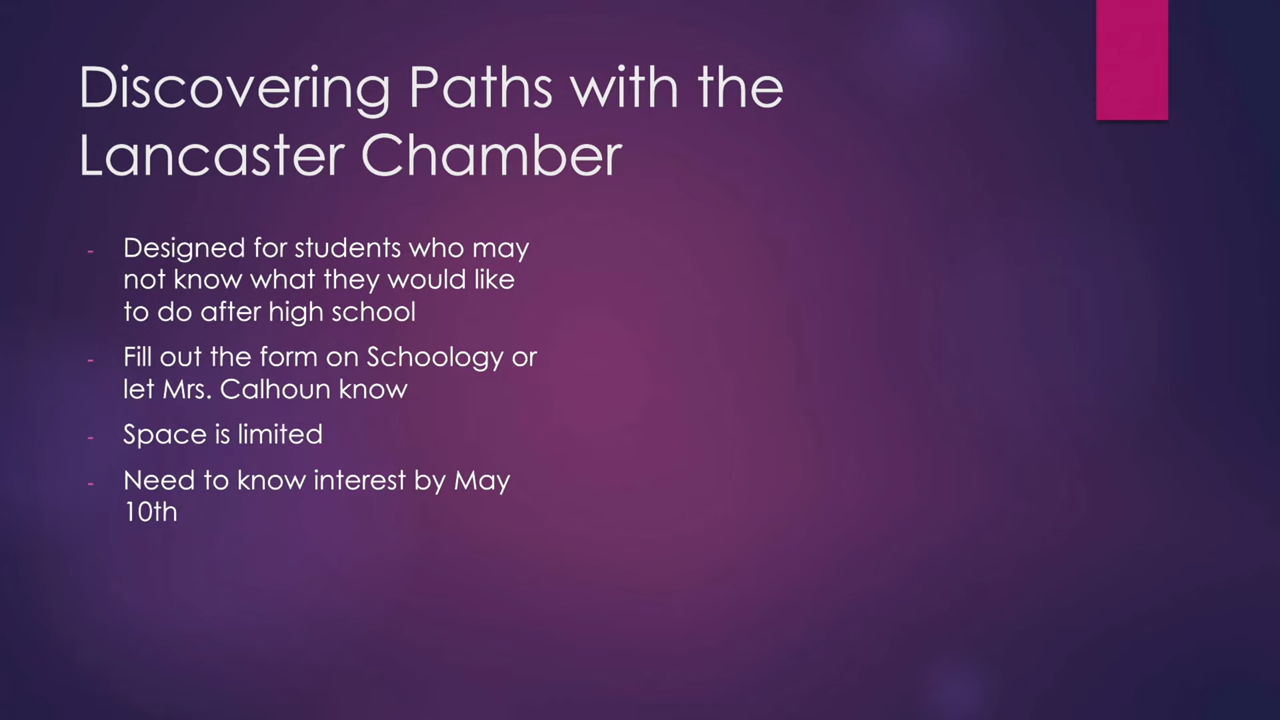 Discovering Paths with the
Lancaster Chamber
- Designed for students who may
not know what they would like
to do after high school
- Fill out the form on Schoology or
let Mrs. Calhoun know
- Space is limited
- Need to know interest by May
10th